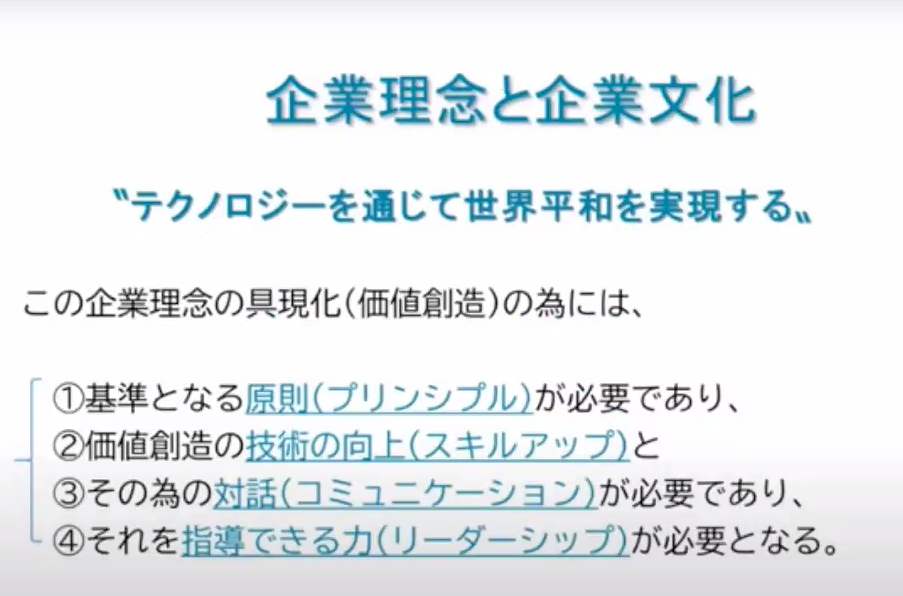 企業理念と企業文化
〝テクノロジーを通じて世界平和を実現する〟
この企業理念の具現化(価値創造)の為には、
①基準となる原則(プリンシプル)が必要であり、
②価値創造の技術の向上(スキルアップ)と
③その為の対話(コミュニケーション)が必要であり、
④それを指導できる力(リーダーシップ)が必要となる。